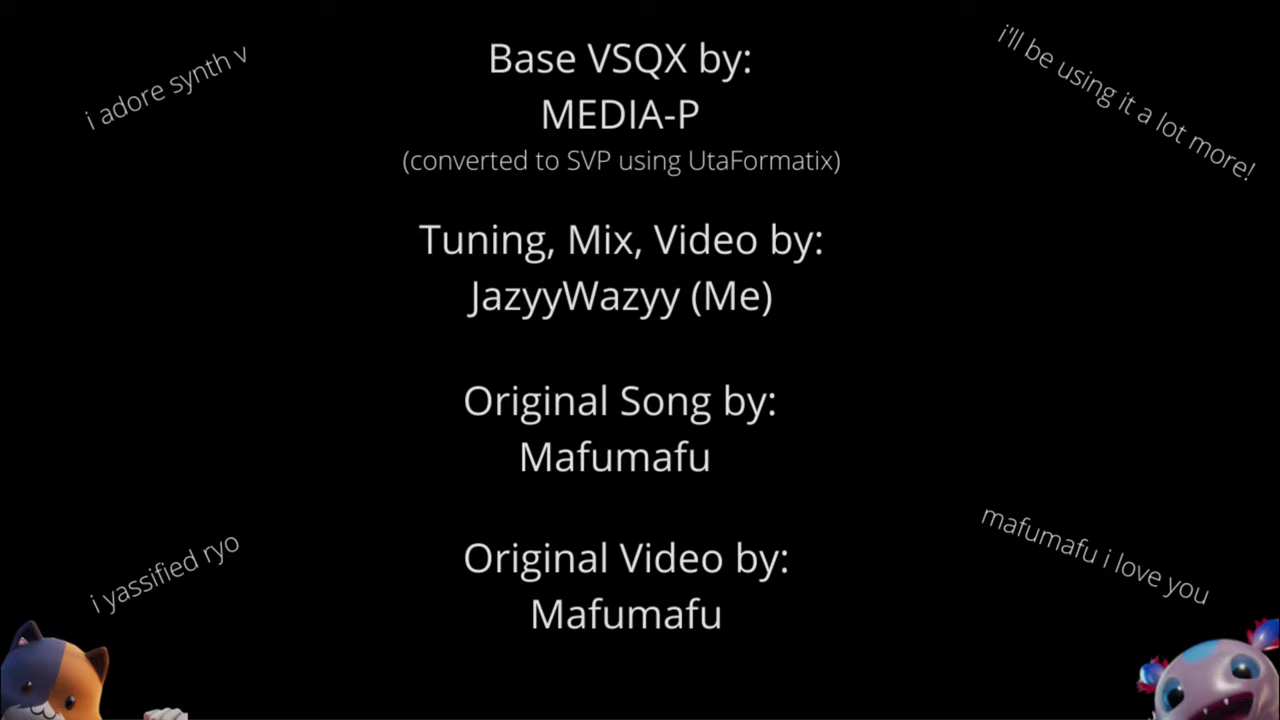 i adore synth v
Base VSQX by:
i'll be using it a lot more!
MEDIA-P
(converted to SVP using UtaFormatix)
Tuning, Mix, Video by:
JazyyWazyy (Me)
Original Song by:
Mafumafu
i yassified ryo
Original Video by:
mafumafu i love you
Mafumafu